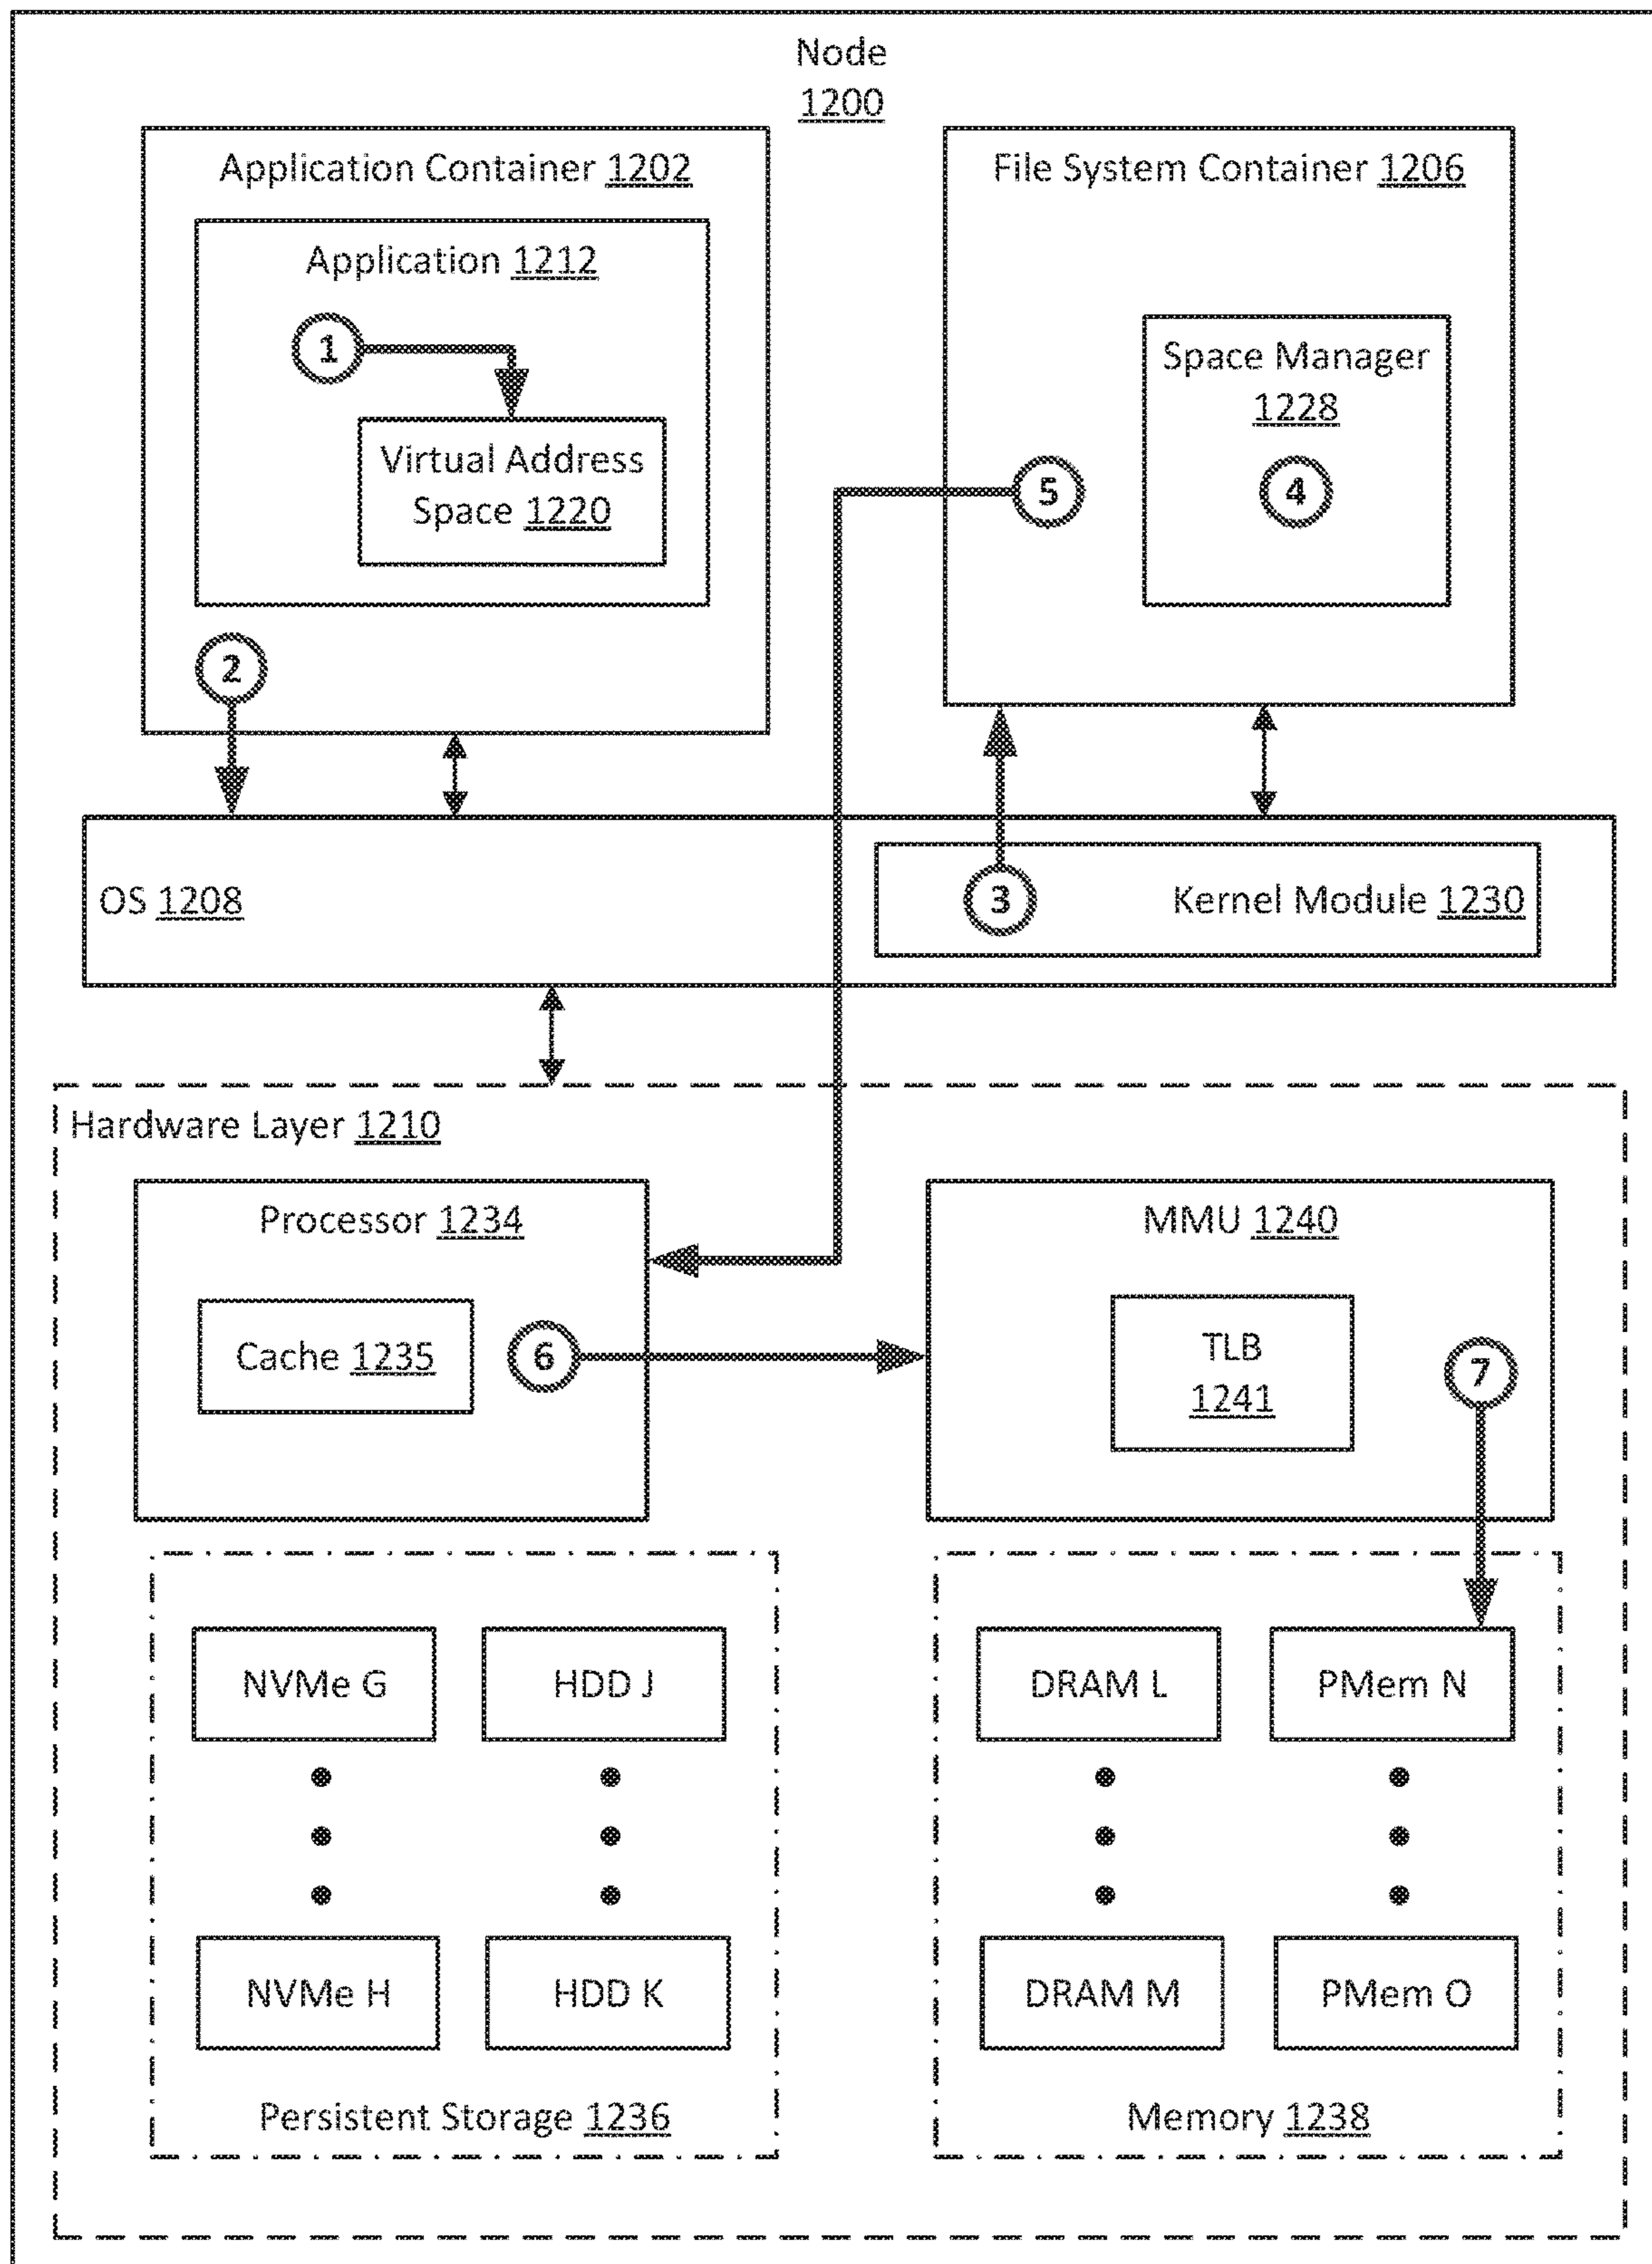 Node
1200
Application Container 1202
Application 1212
1
Virtual Address
Space 1220
2
File System Container 1206
Space Manager
1228
5
4
OS 1208
3
Kernel Module 1230
Hardware Layer 1210
Processor 1234
Cache 1235
6
MMU 1240
TLB
1241
7
NVMe G
HDD J
NVMe H
HDD K
Persistent Storage 1236
DRAM L
PMem N
DRAM M
PMem O
Memory 1238